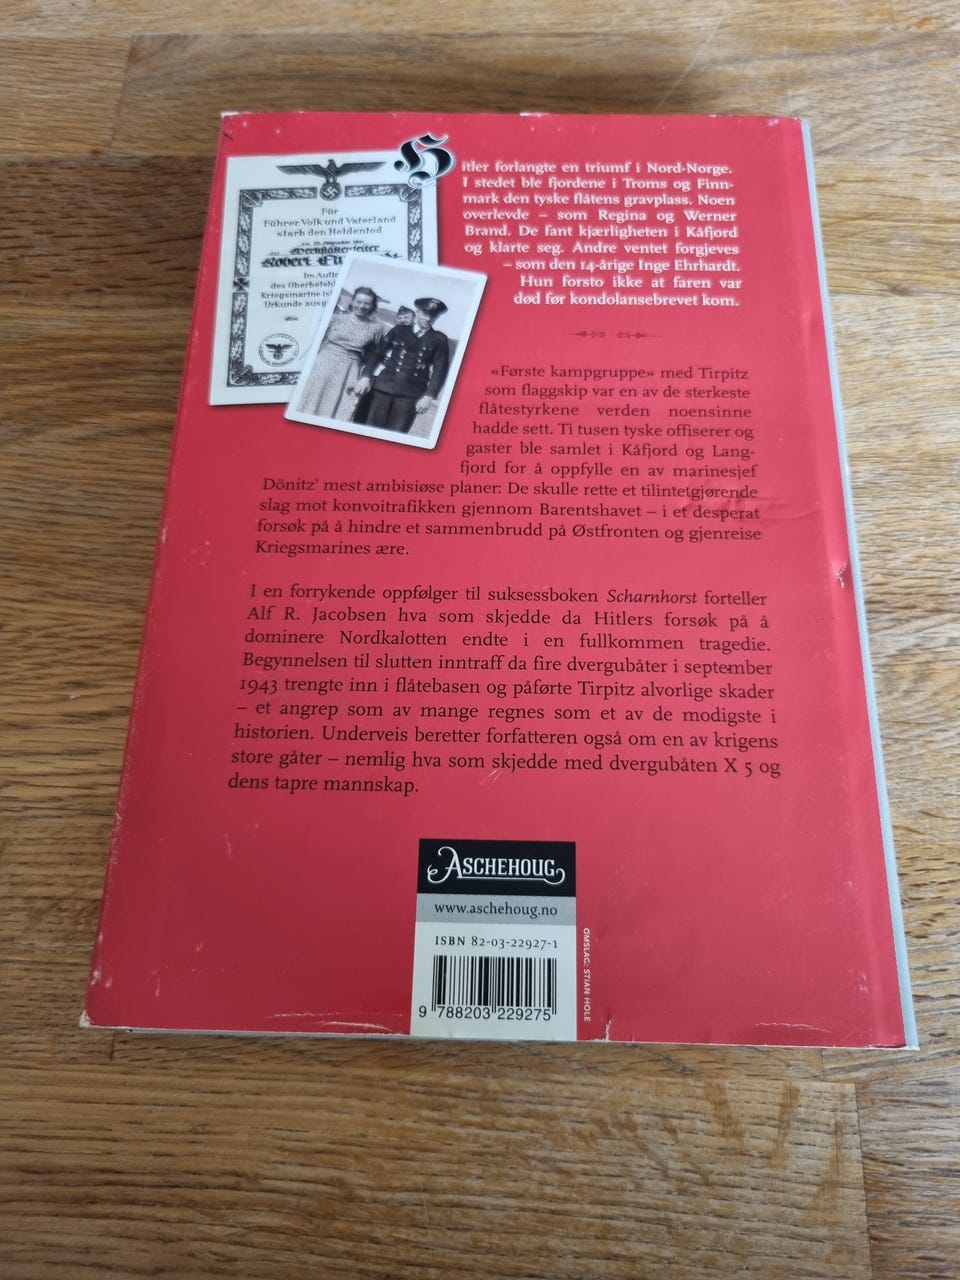 Hitler forlangte en triumf i Nord-Norge.
I stedet ble fjordene i Troms og Finn-
mark den tyske flåtens gravplass. Noen
overlevde – som Regina og Werner
Brand. De fant kjærligheten i Kåfjord
og klarte seg. Andre ventet forgjeves
– som den 14-årige Inge Ehrhardt.
Hun forsto ikke at faren var
død før kondolansebrevet kom.
Für
Führer, Volk und Vaterland
starb den Heldentod
der Werkstättenleiter
Robert
Im Auftr
des Oberbefehl
Kriegsmarine is
Urkunde ausg
«Første kampgruppe» med Tirpitz
som flaggskip var en av de sterkeste
flåtestyrkene verden noensinne
hadde sett. Ti tusen tyske offiserer og
gaster ble samlet i Kåfjord og Lang-
fjord for å oppfylle en av marinesjef
Dönitz’ mest ambisiøse planer: De skulle rette et tilintetgjørende
slag mot konvoitrafikken gjennom Barentshavet – i et desperat
forsøk på å hindre et sammenbrudd på Østfronten og gjenreise
Kriegsmarines ære.
I en forrykende oppfølger til suksessboken Scharnhorst forteller
Alf R. Jacobsen hva som skjedde da Hitlers forsøk på å
dominere Nordkalotten endte i en fullkommen tragedie.
Begynnelsen til slutten inntraff da fire dvergubåter i september
1943 trengte inn i flåtebasen og påførte Tirpitz alvorlige skader
– et angrep som av mange regnes som et av de modigste i
historien. Underveis beretter forfatteren også om en av krigens
store gåter – nemlig hva som skjedde med dvergubåten X 5 og
dens tapre mannskap.
ASCHEHOUG
www.aschehoug.no
ISBN 82-03-22927-1
9 788203 229275
OMSLAG: STIAN HOLE